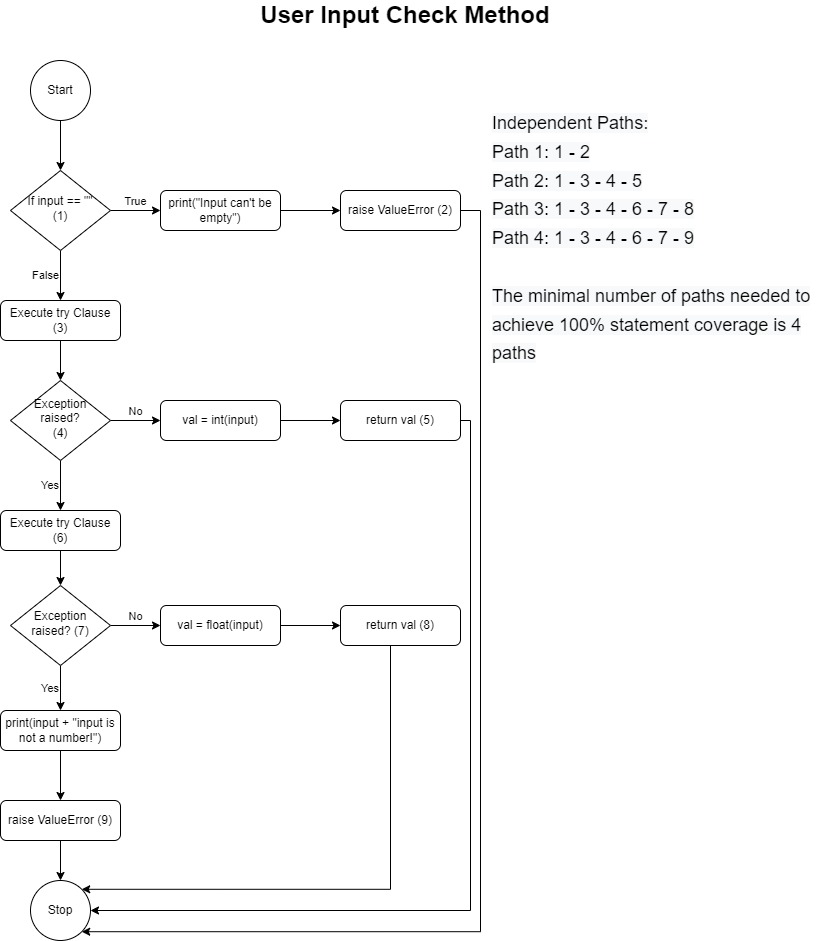 User Input Check Method
Start
If input == ""
(1)
True
print("Input can't be
empty")
raise ValueError (2)
False
Execute try Clause
(3)
Exception
raised?
(4)
No
val = int(input)
return val (5)
Yes
Execute try Clause
(6)
Exception
raised? (7)
No
val = float(input)
return val (8)
Yes
print(input + "input is
not a number!")
raise ValueError (9)
Stop
Independent Paths:
Path 1: 1 - 2
Path 2: 1 - 3 - 4 - 5
Path 3: 1 - 3 - 4 - 6 - 7 - 8
Path 4: 1 - 3 - 4 - 6 - 7 - 9
The minimal number of paths needed to
achieve 100% statement coverage is 4
paths